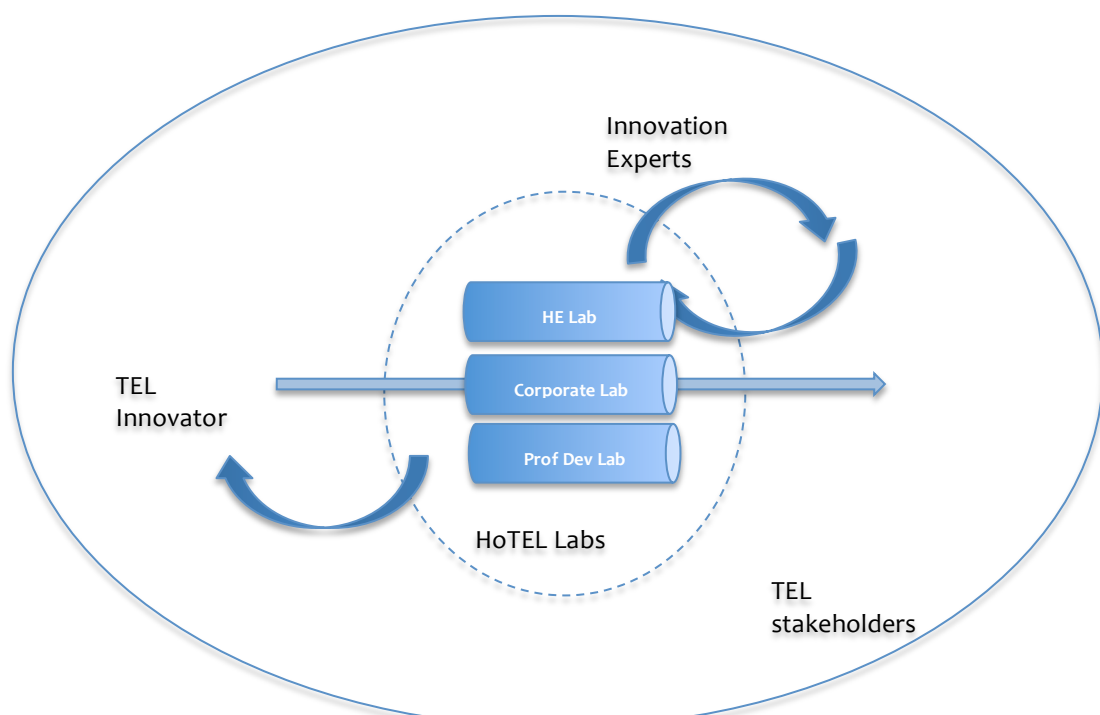 Innovation
Experts
HE Lab
TEL
Innovator
Corporate Lab
Prof Dev Lab
HoTEL Labs
TEL
stakeholders